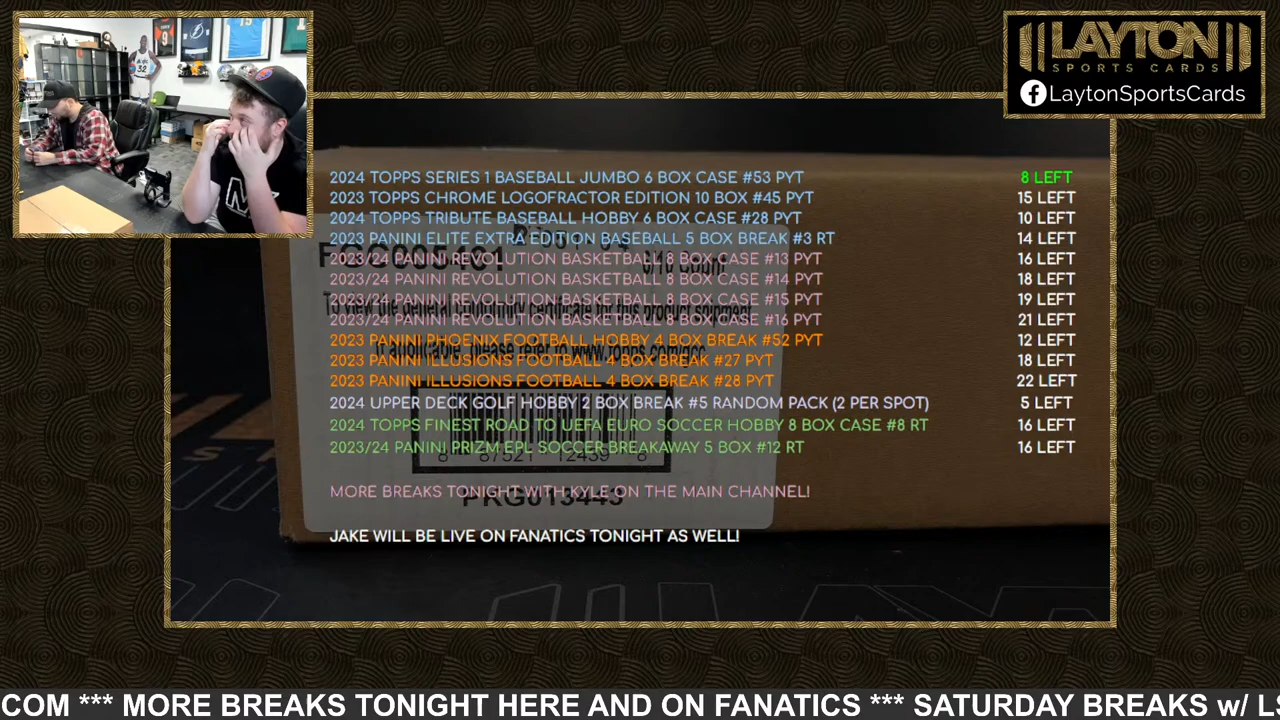 LAYTON
SPORTS CARDS
LaytonSportsCards
2024 TOPPS SERIES 1 BASEBALL JUMBO 6 BOX CASE #53 PYT 8 LEFT
2023 TOPPS CHROME LOGOFRACTOR EDITION 10 BOX #45 PYT 15 LEFT
2024 TOPPS TRIBUTE BASEBALL HOBBY 6 BOX CASE #28 PYT 10 LEFT
2023 PANINI ELITE EXTRA EDITION BASEBALL 5 BOX BREAK #3 RT 14 LEFT
2023/24 PANINI REVOLUTION BASKETBALL 8 BOX CASE #13 PYT 16 LEFT
2023/24 PANINI REVOLUTION BASKETBALL 8 BOX CASE #14 PYT 18 LEFT
2023/24 PANINI REVOLUTION BASKETBALL 8 BOX CASE #15 PYT 19 LEFT
2023/24 PANINI REVOLUTION BASKETBALL 8 BOX CASE #16 PYT 21 LEFT
2023 PANINI PHOENIX FOOTBALL HOBBY 4 BOX BREAK #52 PYT 12 LEFT
2023 PANINI ILLUSIONS FOOTBALL 4 BOX BREAK #27 PYT 18 LEFT
2023 PANINI ILLUSIONS FOOTBALL 4 BOX BREAK #28 PYT 22 LEFT
2024 UPPER DECK GOLF HOBBY 2 BOX BREAK #5 RANDOM PACK (2 PER SPOT) 5 LEFT
2024 TOPPS FINEST ROAD TO UEFA EURO SOCCER HOBBY 8 BOX CASE #8 RT 16 LEFT
2023/24 PANINI PRIZM EPL SOCCER BREAKAWAY 5 BOX #12 RT 16 LEFT
MORE BREAKS TONIGHT WITH KYLE ON THE MAIN CHANNEL!
PKG013443
JAKE WILL BE LIVE ON FANATICS TONIGHT AS WELL!
COM *** MORE BREAKS TONIGHT HERE AND ON FANATICS *** SATURDAY BREAKS w/ LS